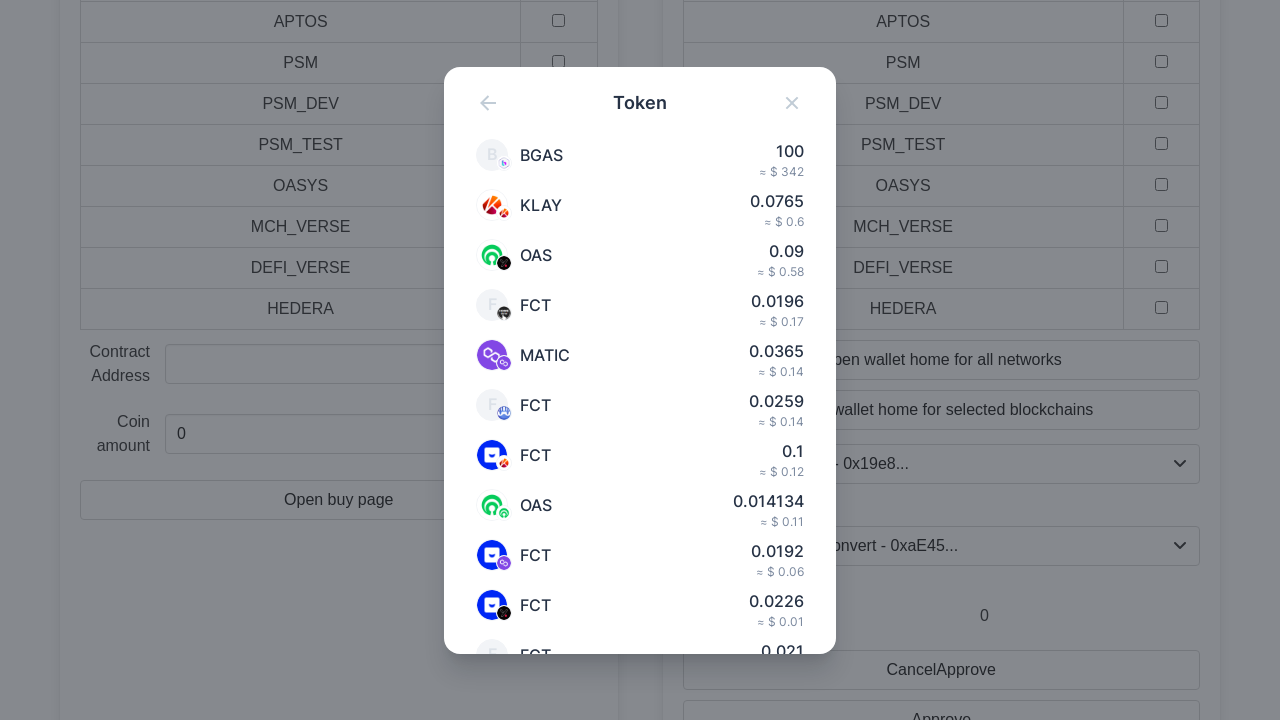 APTOS
PSM
PSM_DEV
PSM_TEST
OASYS
MCH_VERSE
DEFI_VERSE
HEDERA
Contract
Address
Coin
amount
0
Open buy page
Token
B
BGAS
100
≈ $ 342
KLAY
0.0765
≈ $ 0.6
OAS
0.09
≈ $ 0.58
F
FCT
0.0196
≈ $ 0.17
MATIC
0.0365
≈ $ 0.14
F
FCT
0.0259
≈ $ 0.14
FCT
0.1
≈ $ 0.12
OAS
0.014134
≈ $ 0.11
FCT
0.0192
≈ $ 0.06
FCT
0.0226
≈ $ 0.01
F
FCT
0.021
APTOS
PSM
PSM_DEV
PSM_TEST
OASYS
MCH_VERSE
DEFI_VERSE
HEDERA
pen wallet home for all networks
wallet home for selected blockchains
- 0x19e8...
onvert - 0xaE45...
0
CancelApprove
Approve